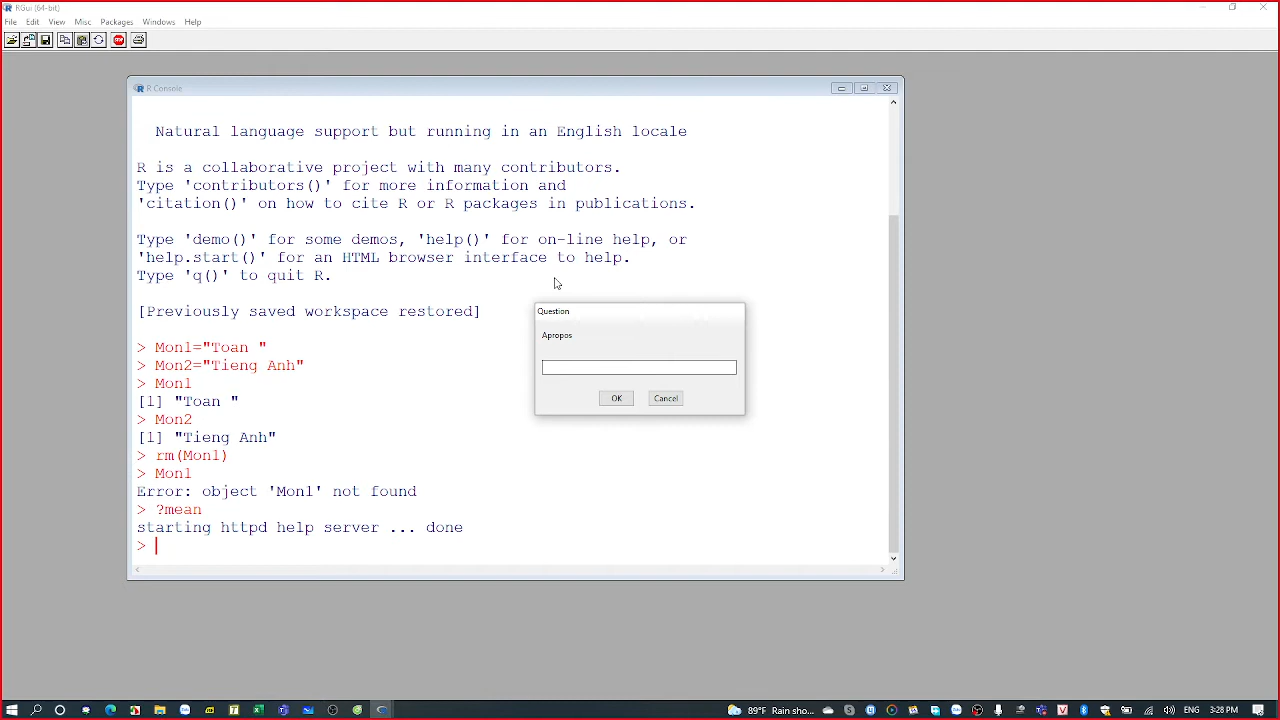 RGui (64-bit)
File Edit View Misc Packages Windows Help
R Console
Natural language support but running in an English locale
R is a collaborative project with many contributors.
Type 'contributors()' for more information and
'citation()' on how to cite R or R packages in publications.
Type 'demo()' for some demos, 'help()' for on-line help, or
'help.start()' for an HTML browser interface to help.
Type 'q()' to quit R.
[Previously saved workspace restored]
> Mon1="Toan "
> Mon2="Tieng Anh"
> Mon1
[1] "Toan "
> Mon2
[1] "Tieng Anh"
> rm(Mon1)
> Mon1
Error: object 'Mon1' not found
> ?mean
starting httpd help server ... done
>
Question
Apropos
OK Cancel
89°F Rain sho... ENG 3:28 PM